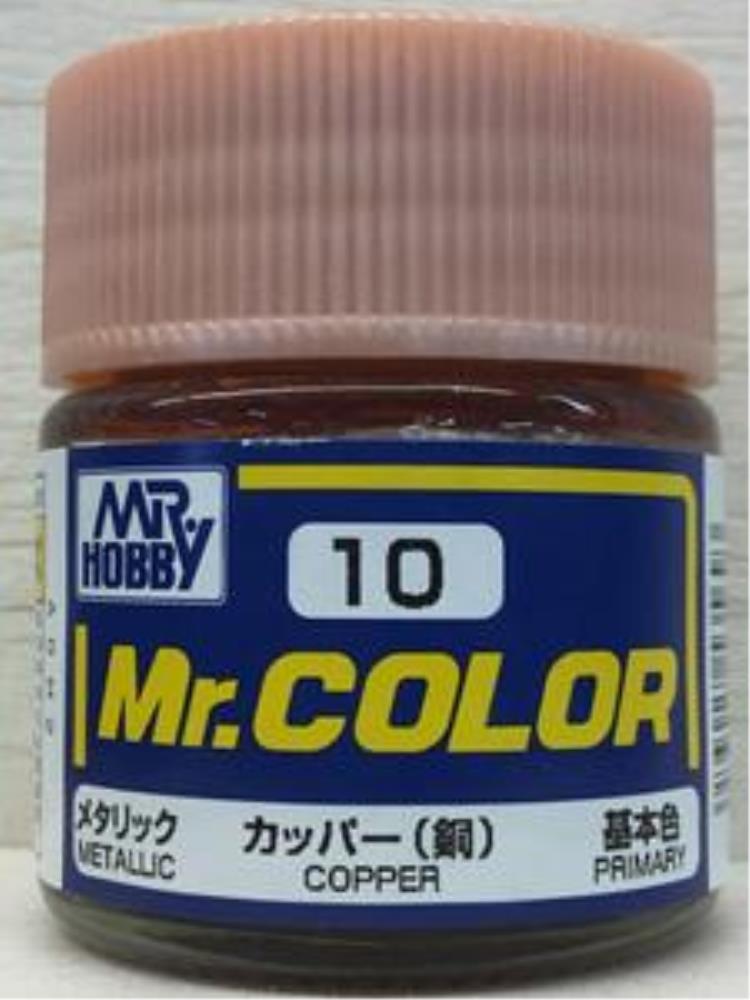 MR.
HOBBY
10
Mr.COLOR
メタリック カッパー（銅） 基本色
METALLIC COPPER PRIMARY